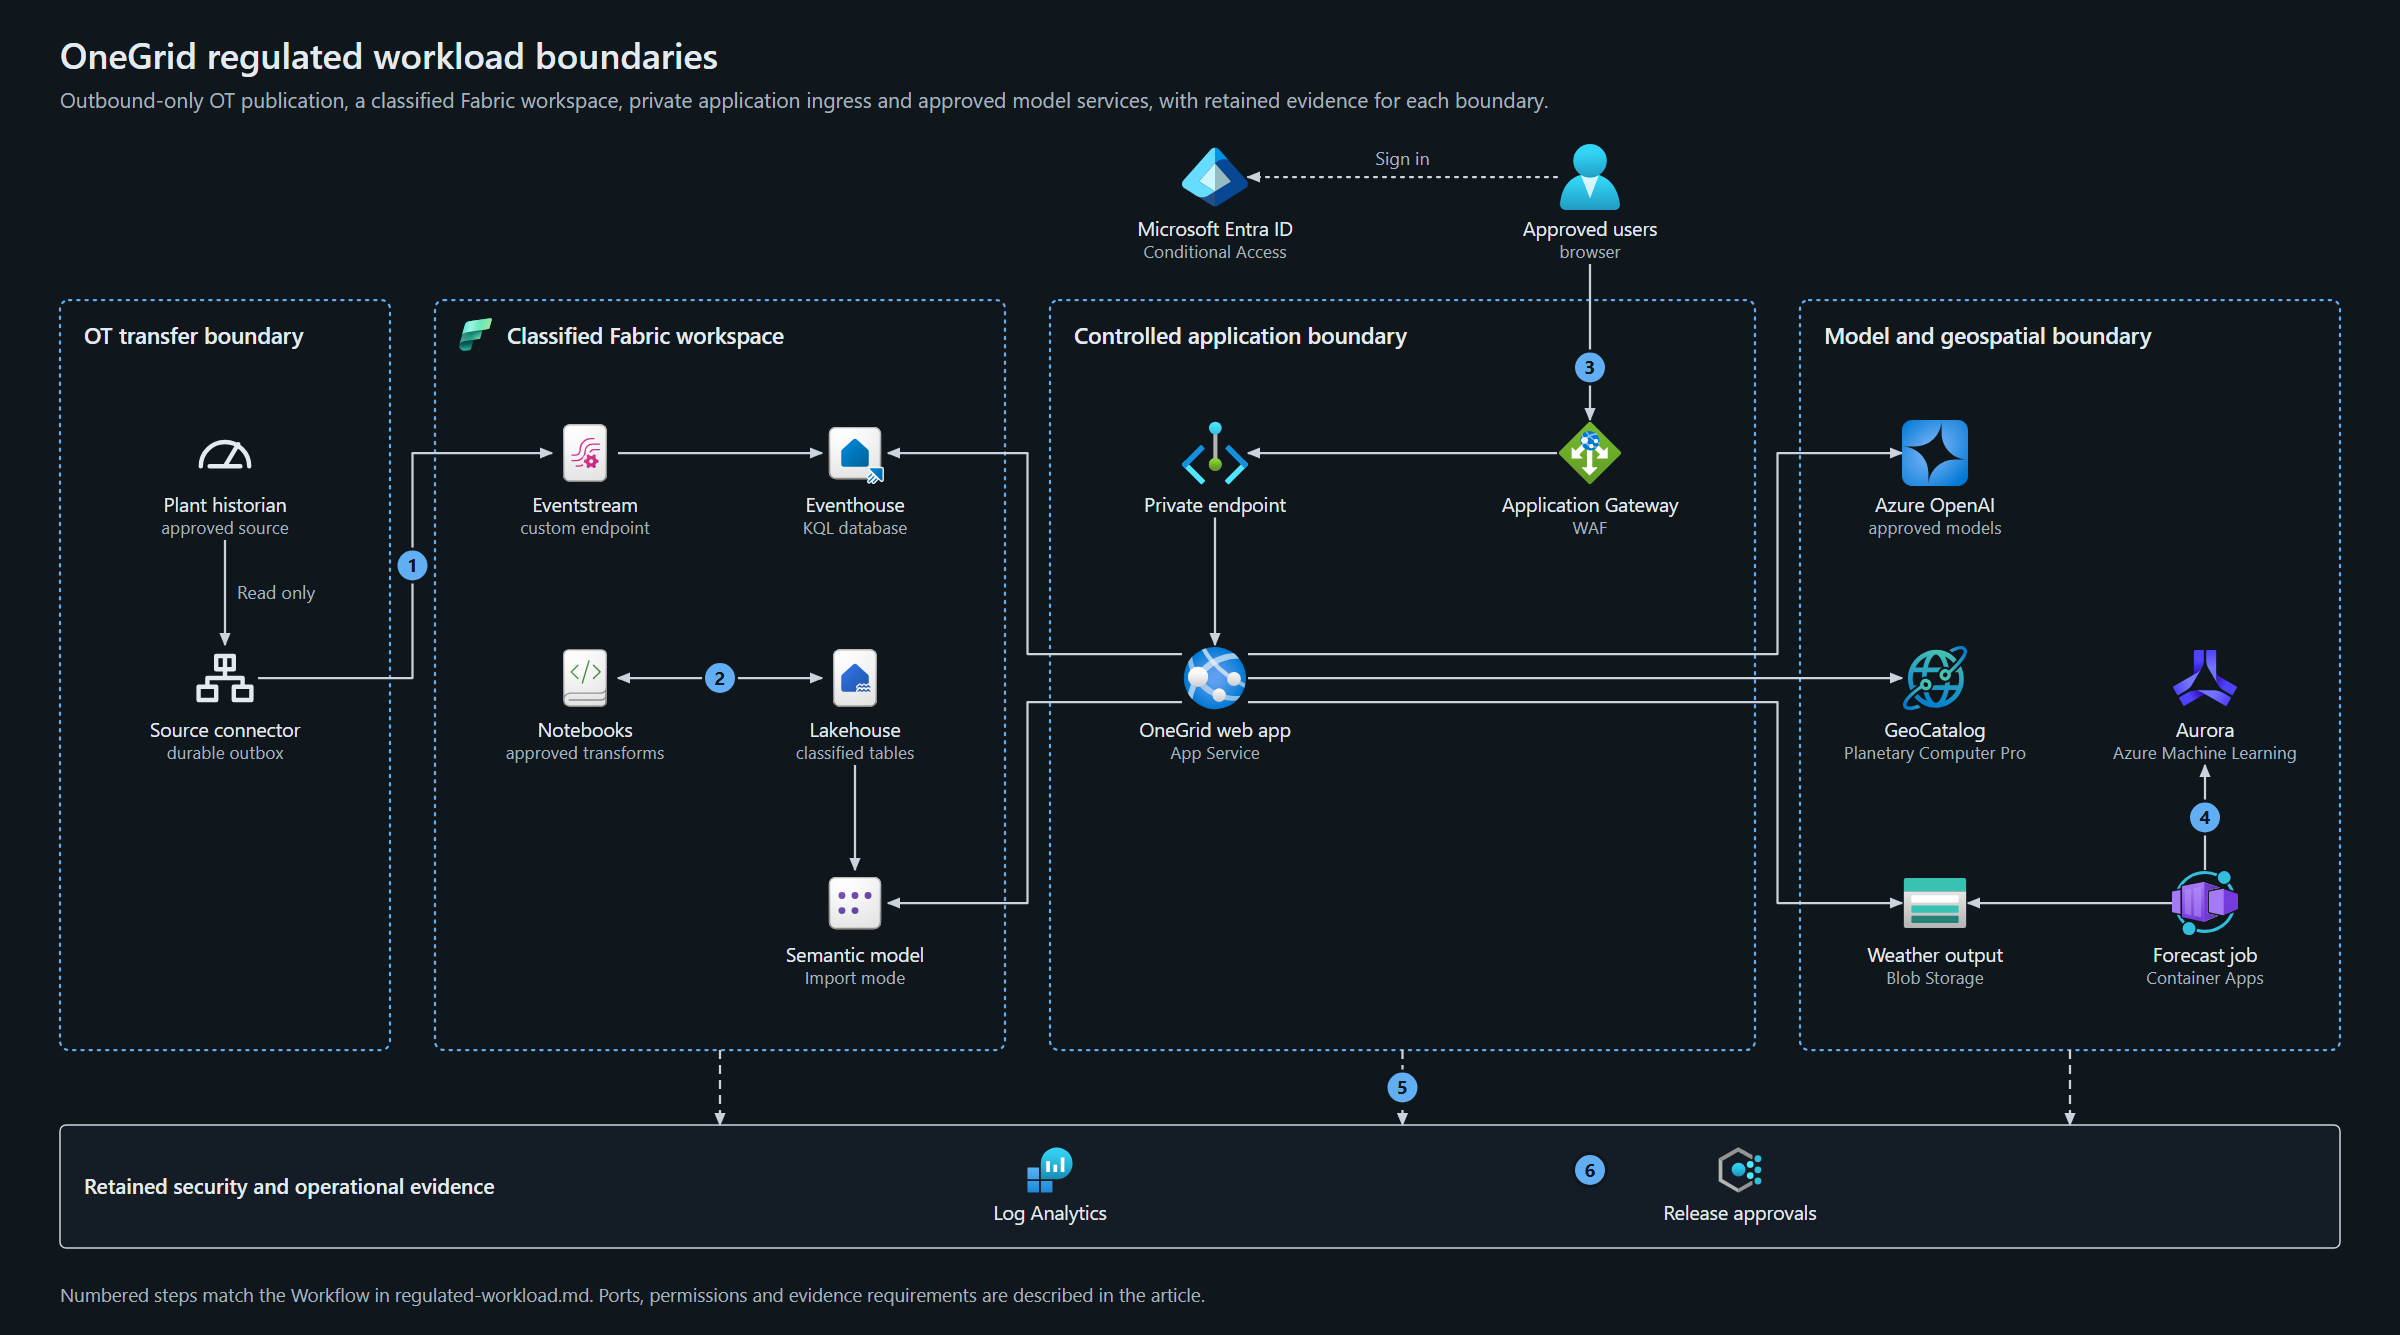 OneGrid regulated workload boundaries
Outbound-only OT publication, a classified Fabric workspace, private application ingress and approved model services, with retained evidence for each boundary.
Sign in
Microsoft Entra ID
Conditional Access
Approved users
browser
OT transfer boundary
Plant historian
approved source
Read only
Source connector
durable outbox
1
Classified Fabric workspace
Eventstream
custom endpoint
Eventhouse
KQL database
Notebooks
approved transforms
2
Lakehouse
classified tables
Semantic model
Import mode
Controlled application boundary
3
Private endpoint
Application Gateway
WAF
OneGrid web app
App Service
Model and geospatial boundary
Azure OpenAI
approved models
GeoCatalog
Planetary Computer Pro
Aurora
Azure Machine Learning
4
Weather output
Blob Storage
Forecast job
Container Apps
5
Retained security and operational evidence
Log Analytics
6
Release approvals
Numbered steps match the Workflow in regulated-workload.md. Ports, permissions and evidence requirements are described in the article.